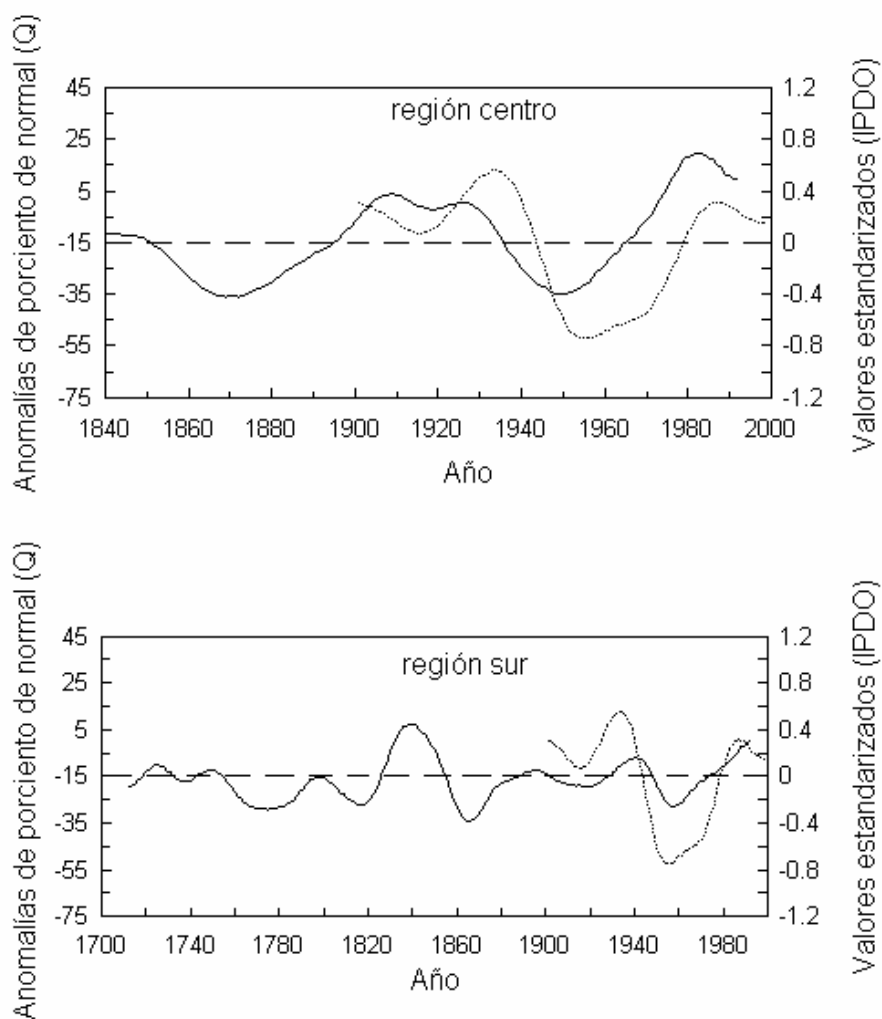 Anomalías de porciento de normal (Q)
Valores estandarizados (IPDO)
región centro
45
25
5
-15
-35
-55
-75
1.2
0.8
0.4
0
-0.4
-0.8
-1.2
1840 1860 1880 1900 1920 1940 1960 1980 2000
Año
Anomalías de porciento de normal (Q)
Valores estandarizados (IPDO)
región sur
45
25
5
-15
-35
-55
-75
1.2
0.8
0.4
0
-0.4
-0.8
-1.2
1700 1740 1780 1820 1860 1900 1940 1980
Año